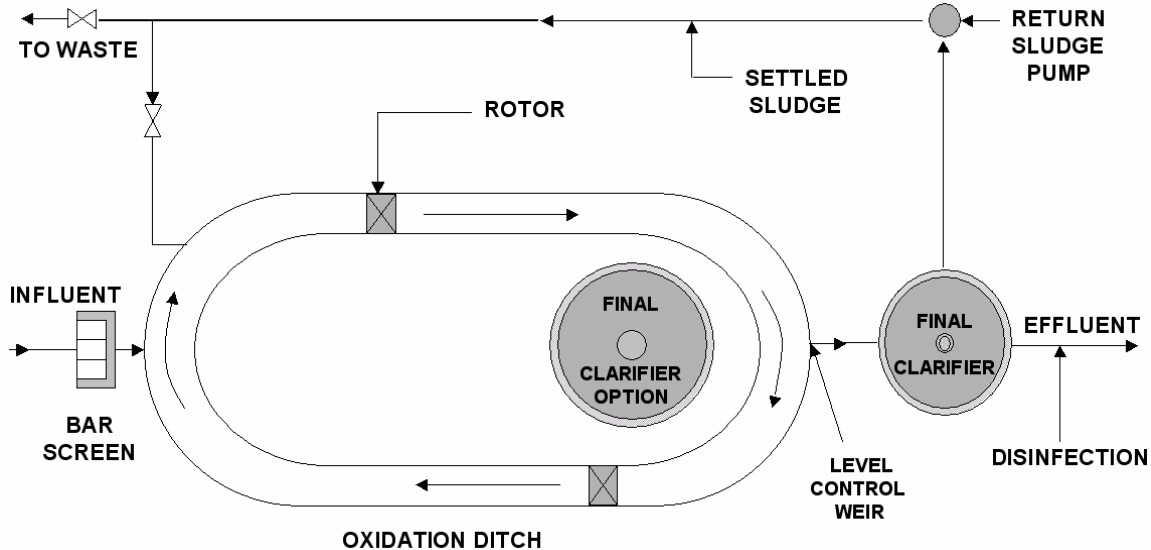 TO WASTE
RETURN
SLUDGE
PUMP
SETTLED
SLUDGE
ROTOR
INFLUENT
BAR
SCREEN
FINAL
CLARIFIER
OPTION
FINAL
CLARIFIER
EFFLUENT
LEVEL
CONTROL
WEIR
DISINFECTION
OXIDATION DITCH